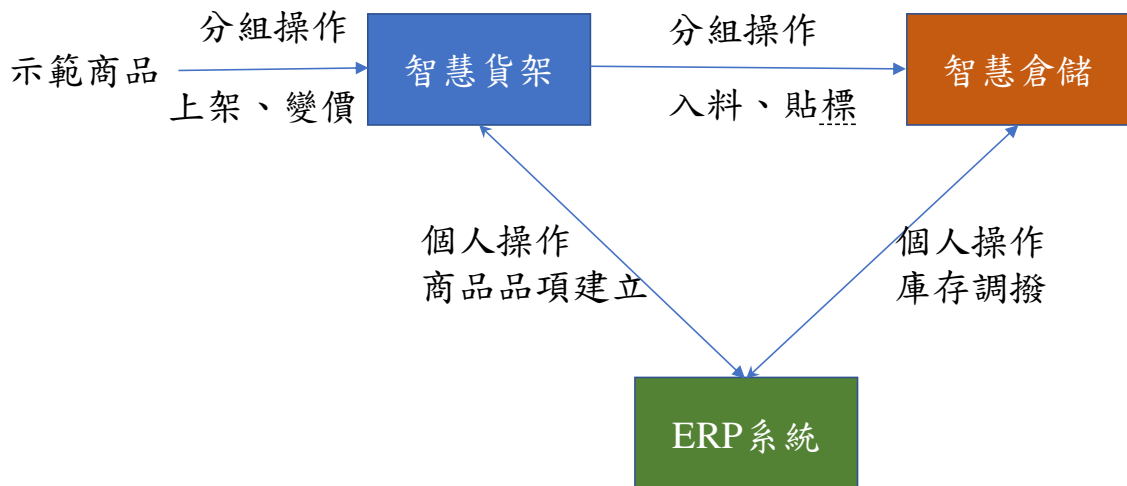 分組操作
示範商品
上架、變價
智慧貨架
分組操作
入料、貼標
智慧倉儲
個人操作
商品品項建立
個人操作
庫存調撥
ERP系統